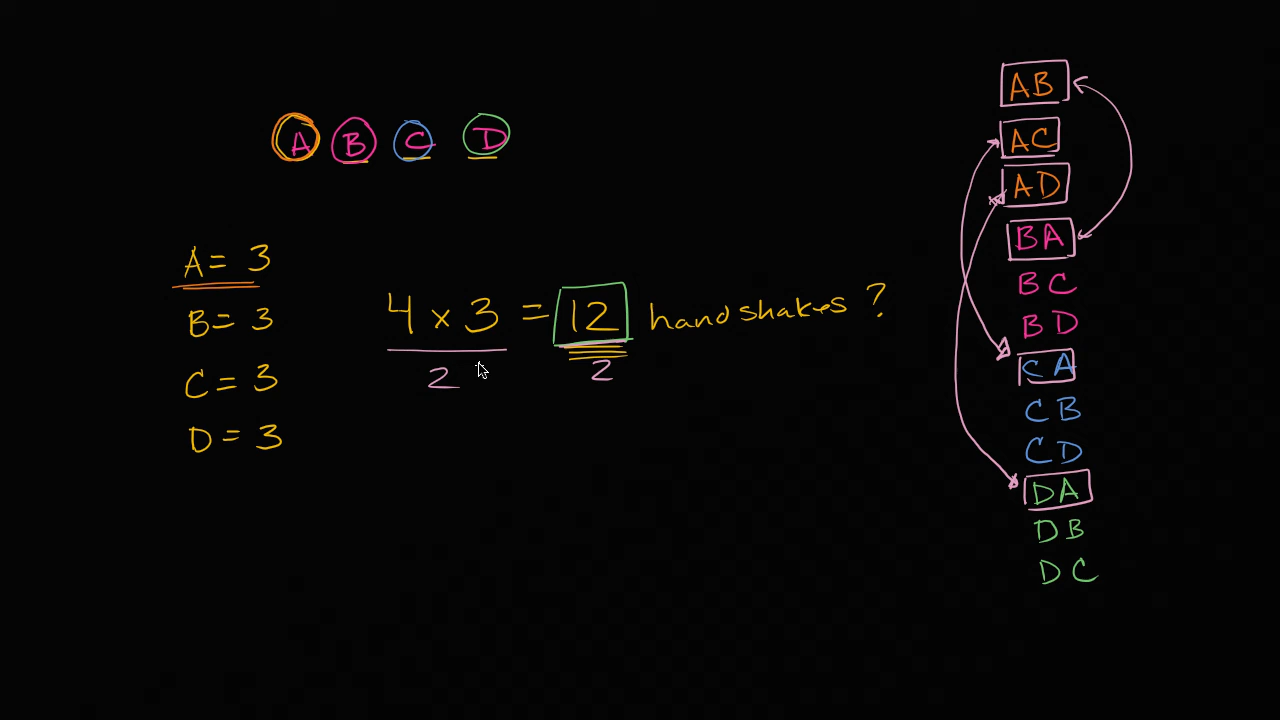 A B C D
A = 3
B = 3
C = 3
D = 3
4 x 3 = 12 handshakes ?
2 2
AB
AC
AD
BA
BC
BD
CA
CB
CD
DA
DB
DC